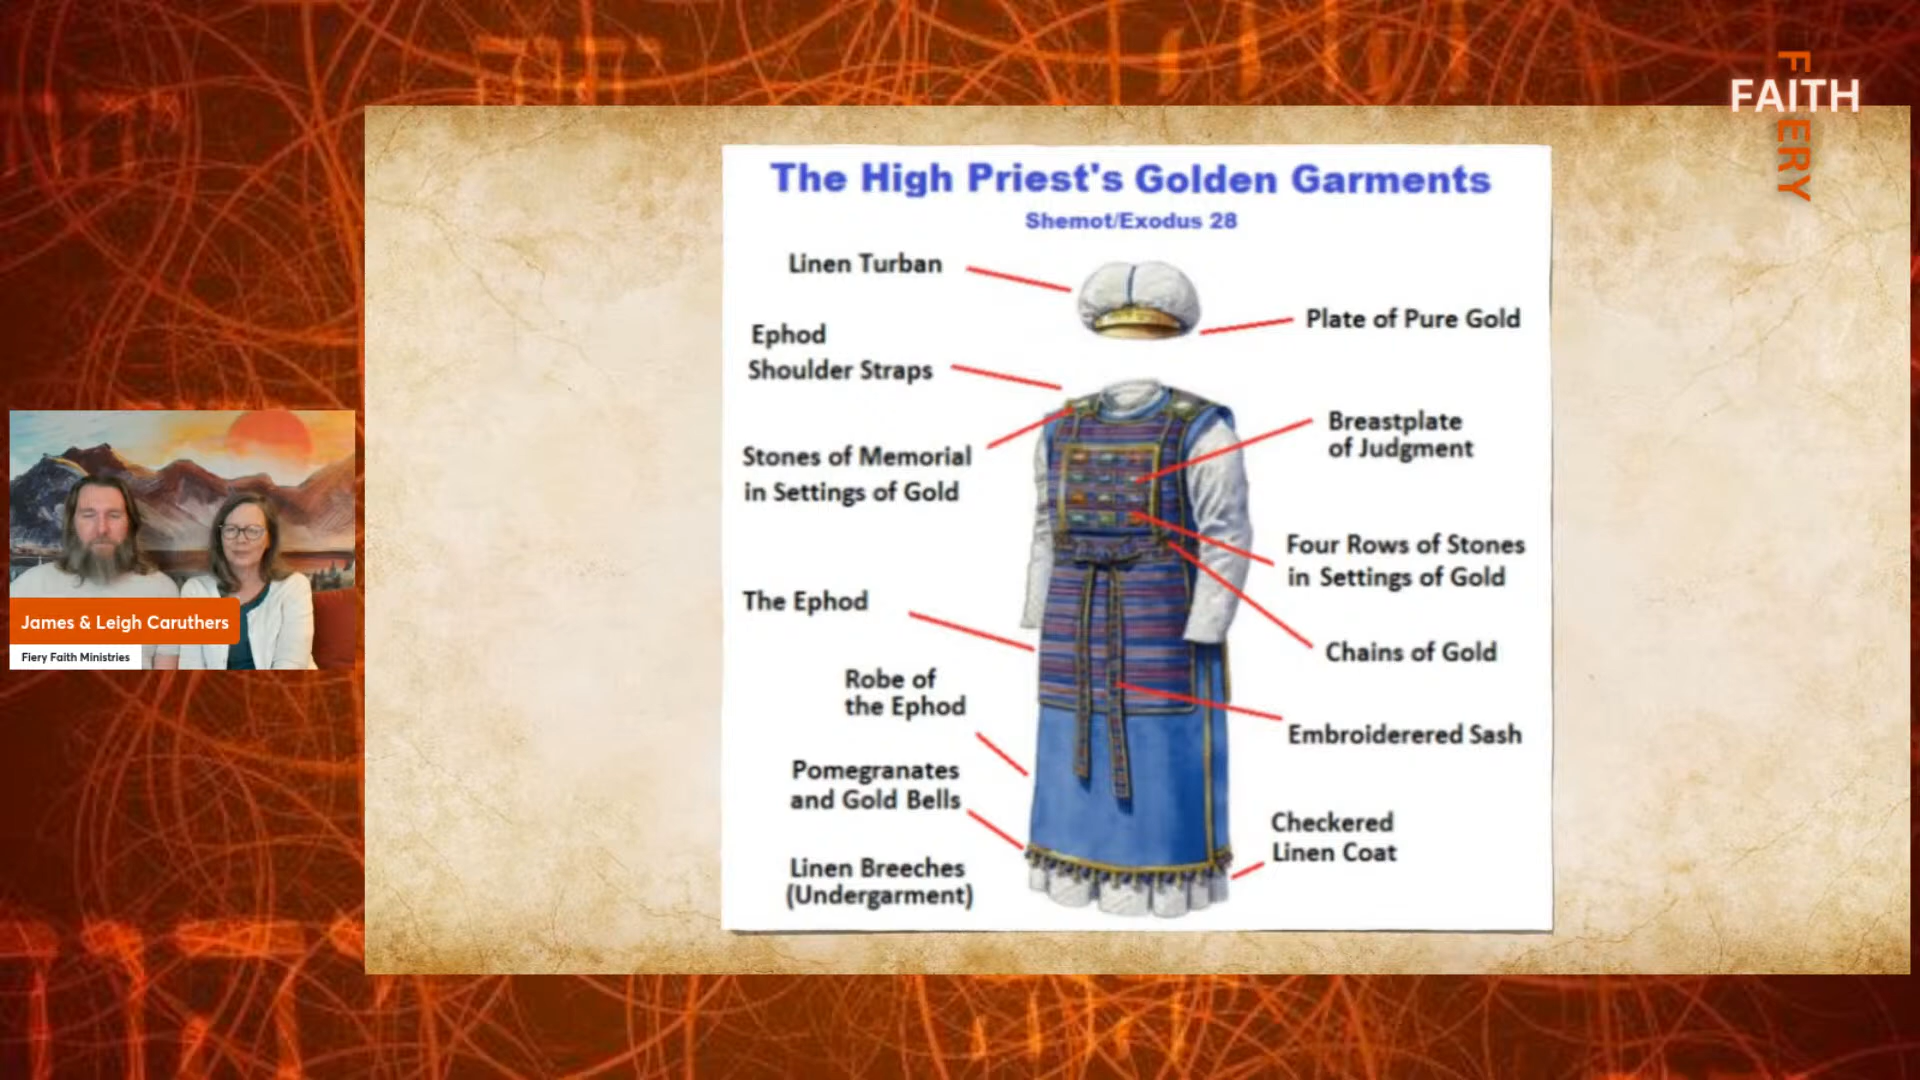 FIERY
FAITH
The High Priest's Golden Garments
Shemot/Exodus 28
Linen Turban
Plate of Pure Gold
Ephod
Shoulder Straps
Breastplate
of Judgment
Stones of Memorial
in Settings of Gold
Four Rows of Stones
in Settings of Gold
The Ephod
Chains of Gold
Robe of
the Ephod
Embroiderered Sash
Pomegranates
and Gold Bells
Checkered
Linen Coat
Linen Breeches
(Undergarment)
James & Leigh Caruthers
Fiery Faith Ministries